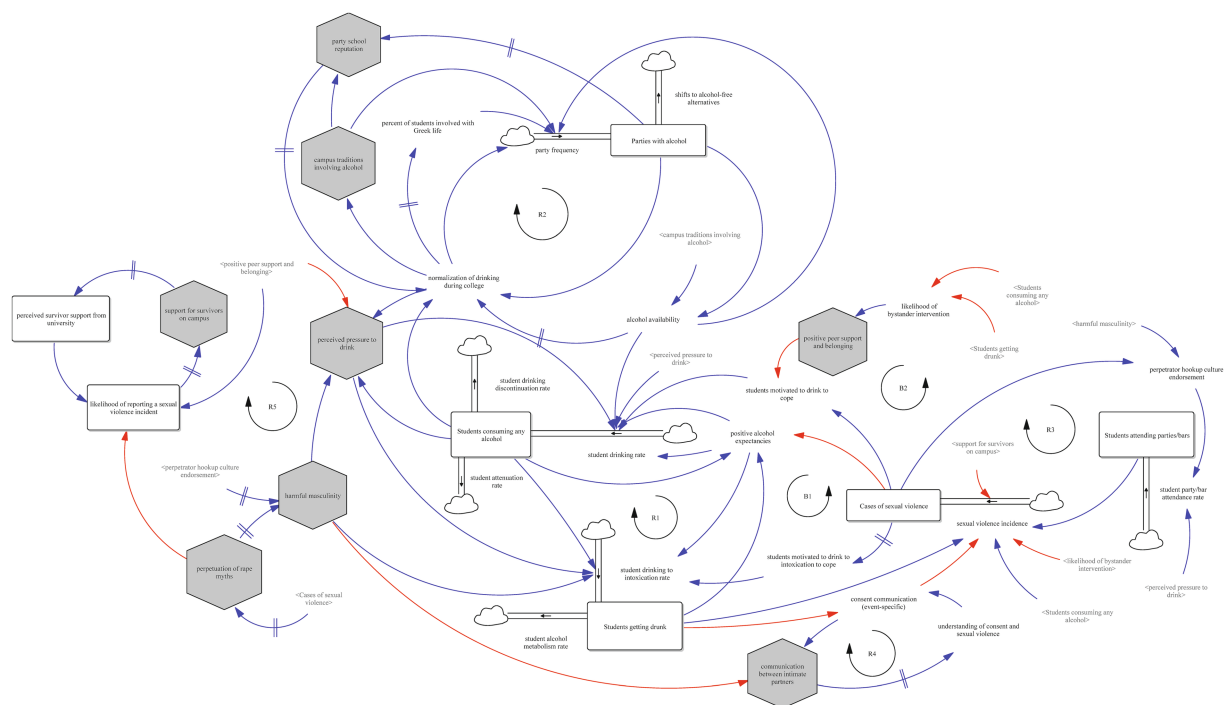 party school
reputation
shifts to alcohol-free
alternatives
percent of students involved with
Greek life
Parties with alcohol
party frequency
campus traditions
involving alcohol
R2
<campus traditions involving
alcohol>
<positive peer support and
belonging>
normalization of drinking
during college
<Students
consuming any
alcohol>
likelihood of
bystander intervention
perceived survivor support from
university
support for survivors
on campus
alcohol availability
<harmful masculinity>
perceived pressure to
drink
positive peer support
and belonging
<Students getting
drunk>
<perceived pressure to
drink>
perpetrator hookup culture
endorsement
student drinking
discontinuation rate
students motivated to drink to
cope
B2
likelihood of reporting a sexual
violence incident
R5
Students consuming any
alcohol
positive alcohol
expectancies
R3
<support for survivors
on campus>
Students attending
parties/bars
student drinking rate
<perpetrator hookup culture
endorsement>
student attenuation
rate
harmful masculinity
B1
Cases of sexual violence
student party/bar
attendance rate
R1
sexual violence incidence
perpetuation of rape
myths
student drinking to
intoxication rate
students motivated to drink to
intoxication to cope
<likelihood of bystander
intervention>
<perceived pressure to
drink>
<Cases of sexual
violence>
consent communication
(event-specific)
<Students consuming any
alcohol>
Students getting drunk
student alcohol
metabolism rate
understanding of consent and
sexual violence
R4
communication
between intimate
partners